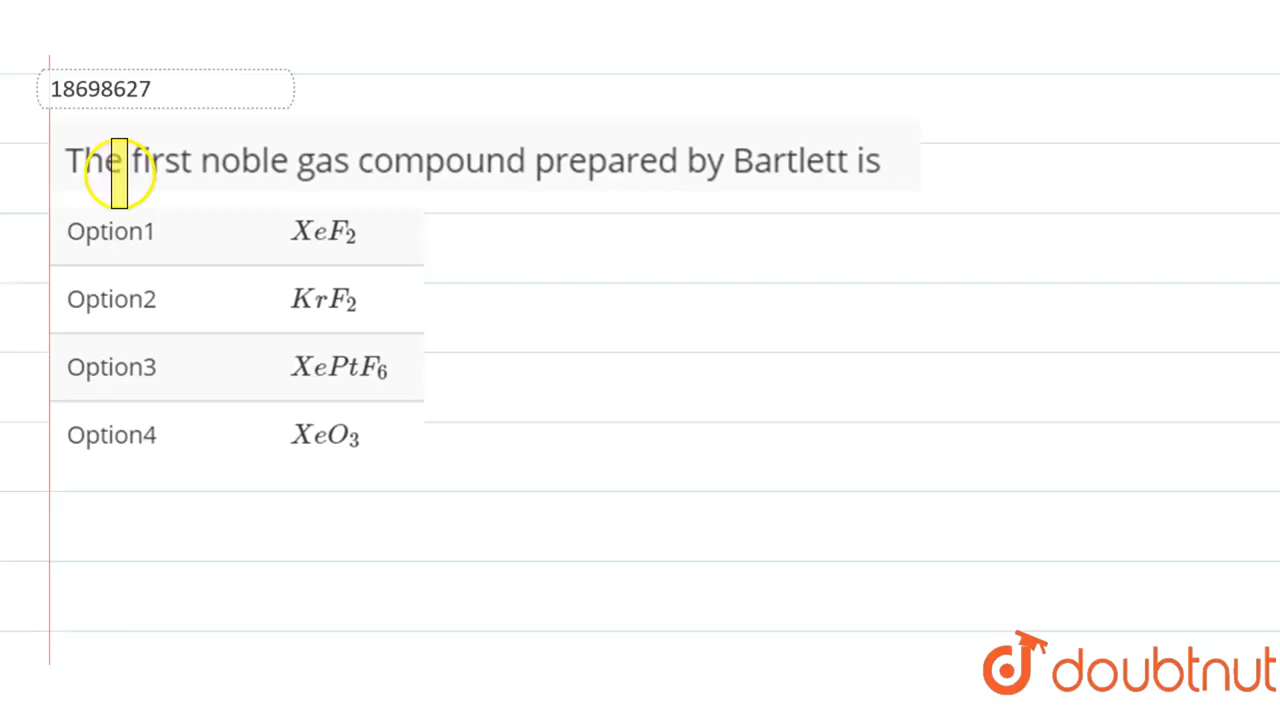 18698627
The first noble gas compound prepared by Bartlett is
Option1 XeF₂
Option2 KrF₂
Option3 XePtF₆
Option4 XeO₃
doubtnut